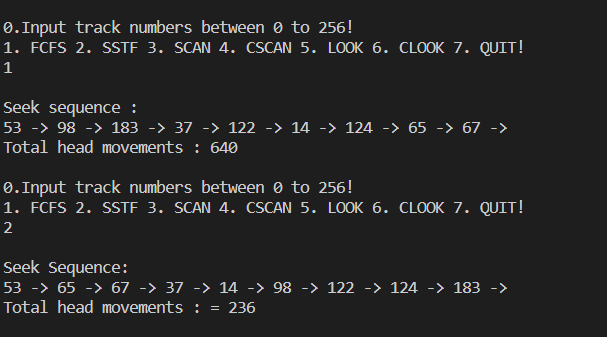 0.Input track numbers between 0 to 256!
1. FCFS 2. SSTF 3. SCAN 4. CSCAN 5. LOOK 6. CLOOK 7. QUIT!
1
Seek sequence :
53 -> 98 -> 183 -> 37 -> 122 -> 14 -> 124 -> 65 -> 67 ->
Total head movements : 640
0.Input track numbers between 0 to 256!
1. FCFS 2. SSTF 3. SCAN 4. CSCAN 5. LOOK 6. CLOOK 7. QUIT!
2
Seek Sequence:
53 -> 65 -> 67 -> 37 -> 14 -> 98 -> 122 -> 124 -> 183 ->
Total head movements : = 236